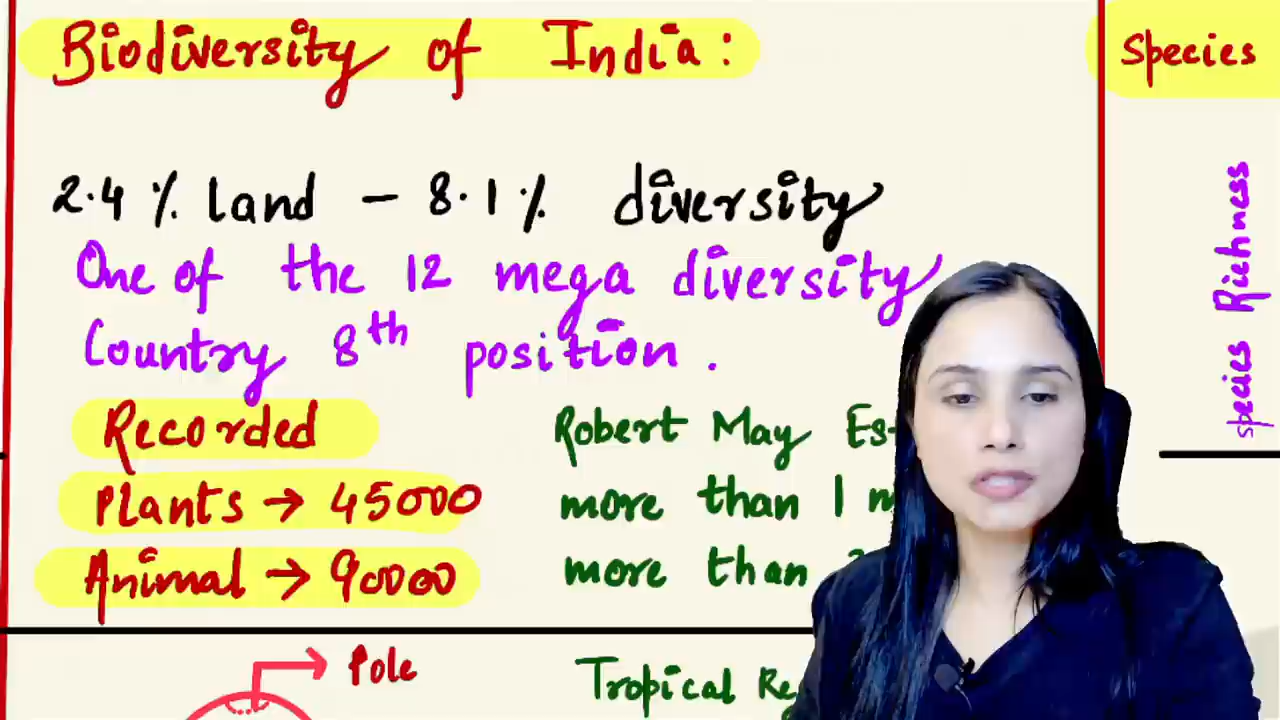 Biodiversity of India:
2.4% land - 8.1% diversity
One of the 12 mega diversity
Country 8th position.
Recorded
Plants → 45000
Animal → 90000
Robert May
more than 1
more than
Pole
Tropical
Species
Species Richness